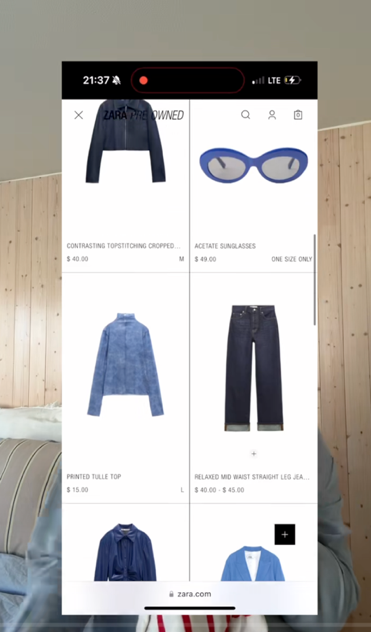 21:37
LTE
ZARA PRE-OWNED
0
CONTRASTING TOPSTITCHING CROPPED...
$ 40.00 M
ACETATE SUNGLASSES
$ 49.00 ONE SIZE ONLY
PRINTED TULLE TOP
$ 15.00 L
RELAXED MID WAIST STRAIGHT LEG JEA...
$ 40.00 - $ 45.00
zara.com